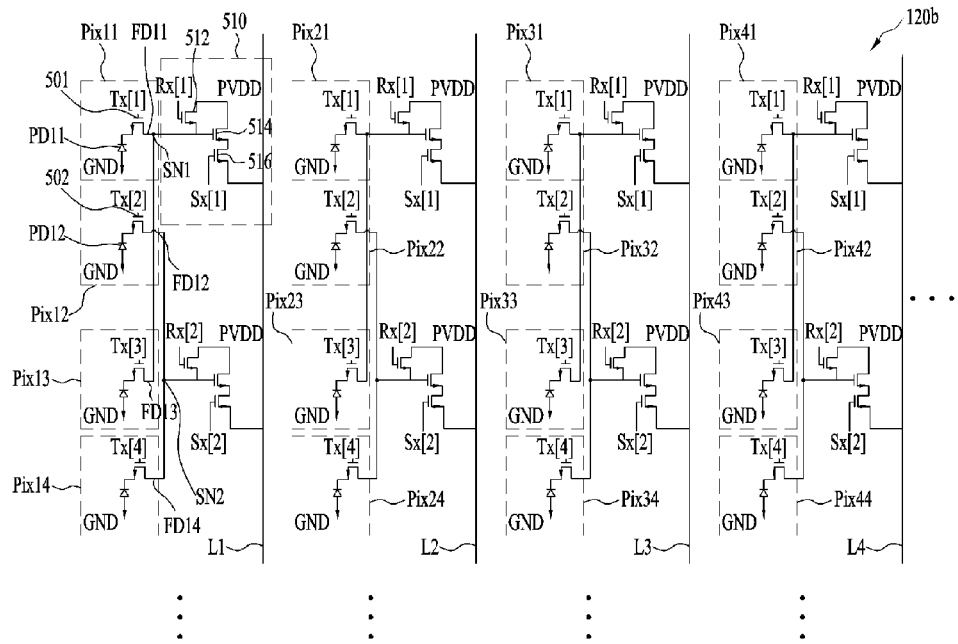 Pix11 FD11 512 510 Pix21 Pix31 Pix41 120b
501 Tx[1] Rx[1] PVDD Tx[1] Rx[1] PVDD Tx[1] Rx[1] PVDD Tx[1] Rx[1] PVDD
514
PD11 GND SN1 516 GND GND GND
502 Tx[2] Sx[1] Tx[2] Sx[1] Tx[2] Sx[1] Tx[2] Sx[1]
PD12 Pix22 Pix32 Pix42
GND FD12 GND GND GND
Pix12 Pix23 Pix33 Pix43
Rx[2] PVDD Rx[2] PVDD Rx[2] PVDD Rx[2] PVDD
Tx[3] Tx[3] Tx[3] Tx[3]
Pix13
GND FD13 GND GND GND
Tx[4] Sx[2] Tx[4] Sx[2] Tx[4] Sx[2] Tx[4] Sx[2]
Pix14 SN2 Pix24 Pix34 Pix44
GND FD14 GND GND GND
L1 L2 L3 L4